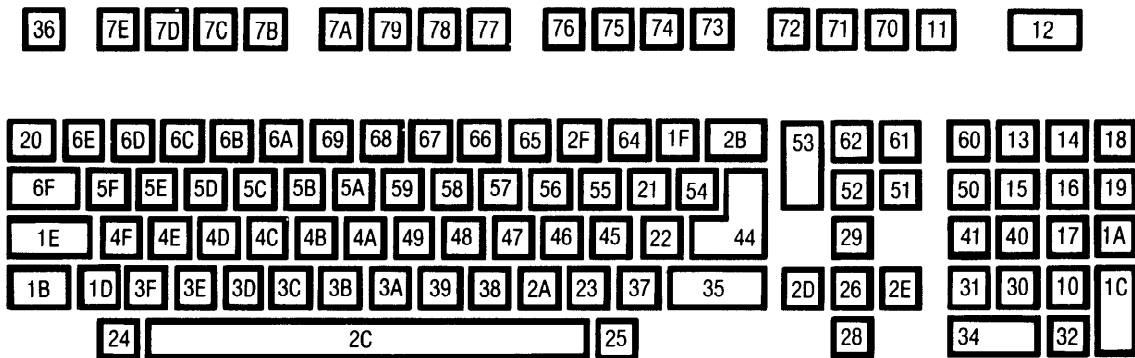 36 7E 7D 7C 7B 7A 79 78 77 76 75 74 73 72 71 70 11 12
20 6E 6D 6C 6B 6A 69 68 67 66 65 2F 64 1F 2B 53 62 61 60 13 14 18
6F 5F 5E 5D 5C 5B 5A 59 58 57 56 55 21 54 52 51 50 15 16 19
1E 4F 4E 4D 4C 4B 4A 49 48 47 46 45 22 44 29 41 40 17 1A
1B 1D 3F 3E 3D 3C 3B 3A 39 38 2A 23 37 35 2D 26 2E 31 30 10 1C
24 2C 25 28 34 32